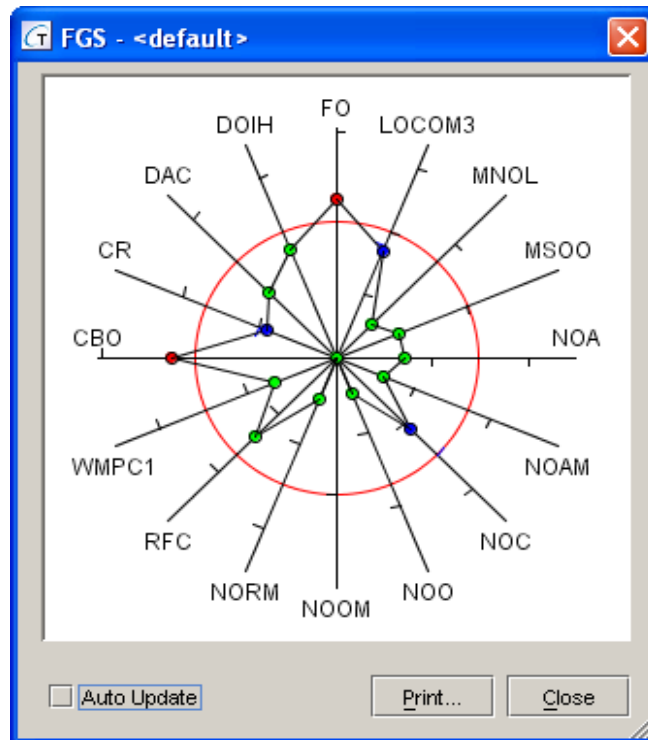 FGS - <default>
FO
DOIH
LOCOM3
DAC
MNOL
CR
MSOO
CBO
NOA
WMPC1
NOAM
RFC
NOC
NORM
NOO
NOOM
Auto Update
Print...
Close